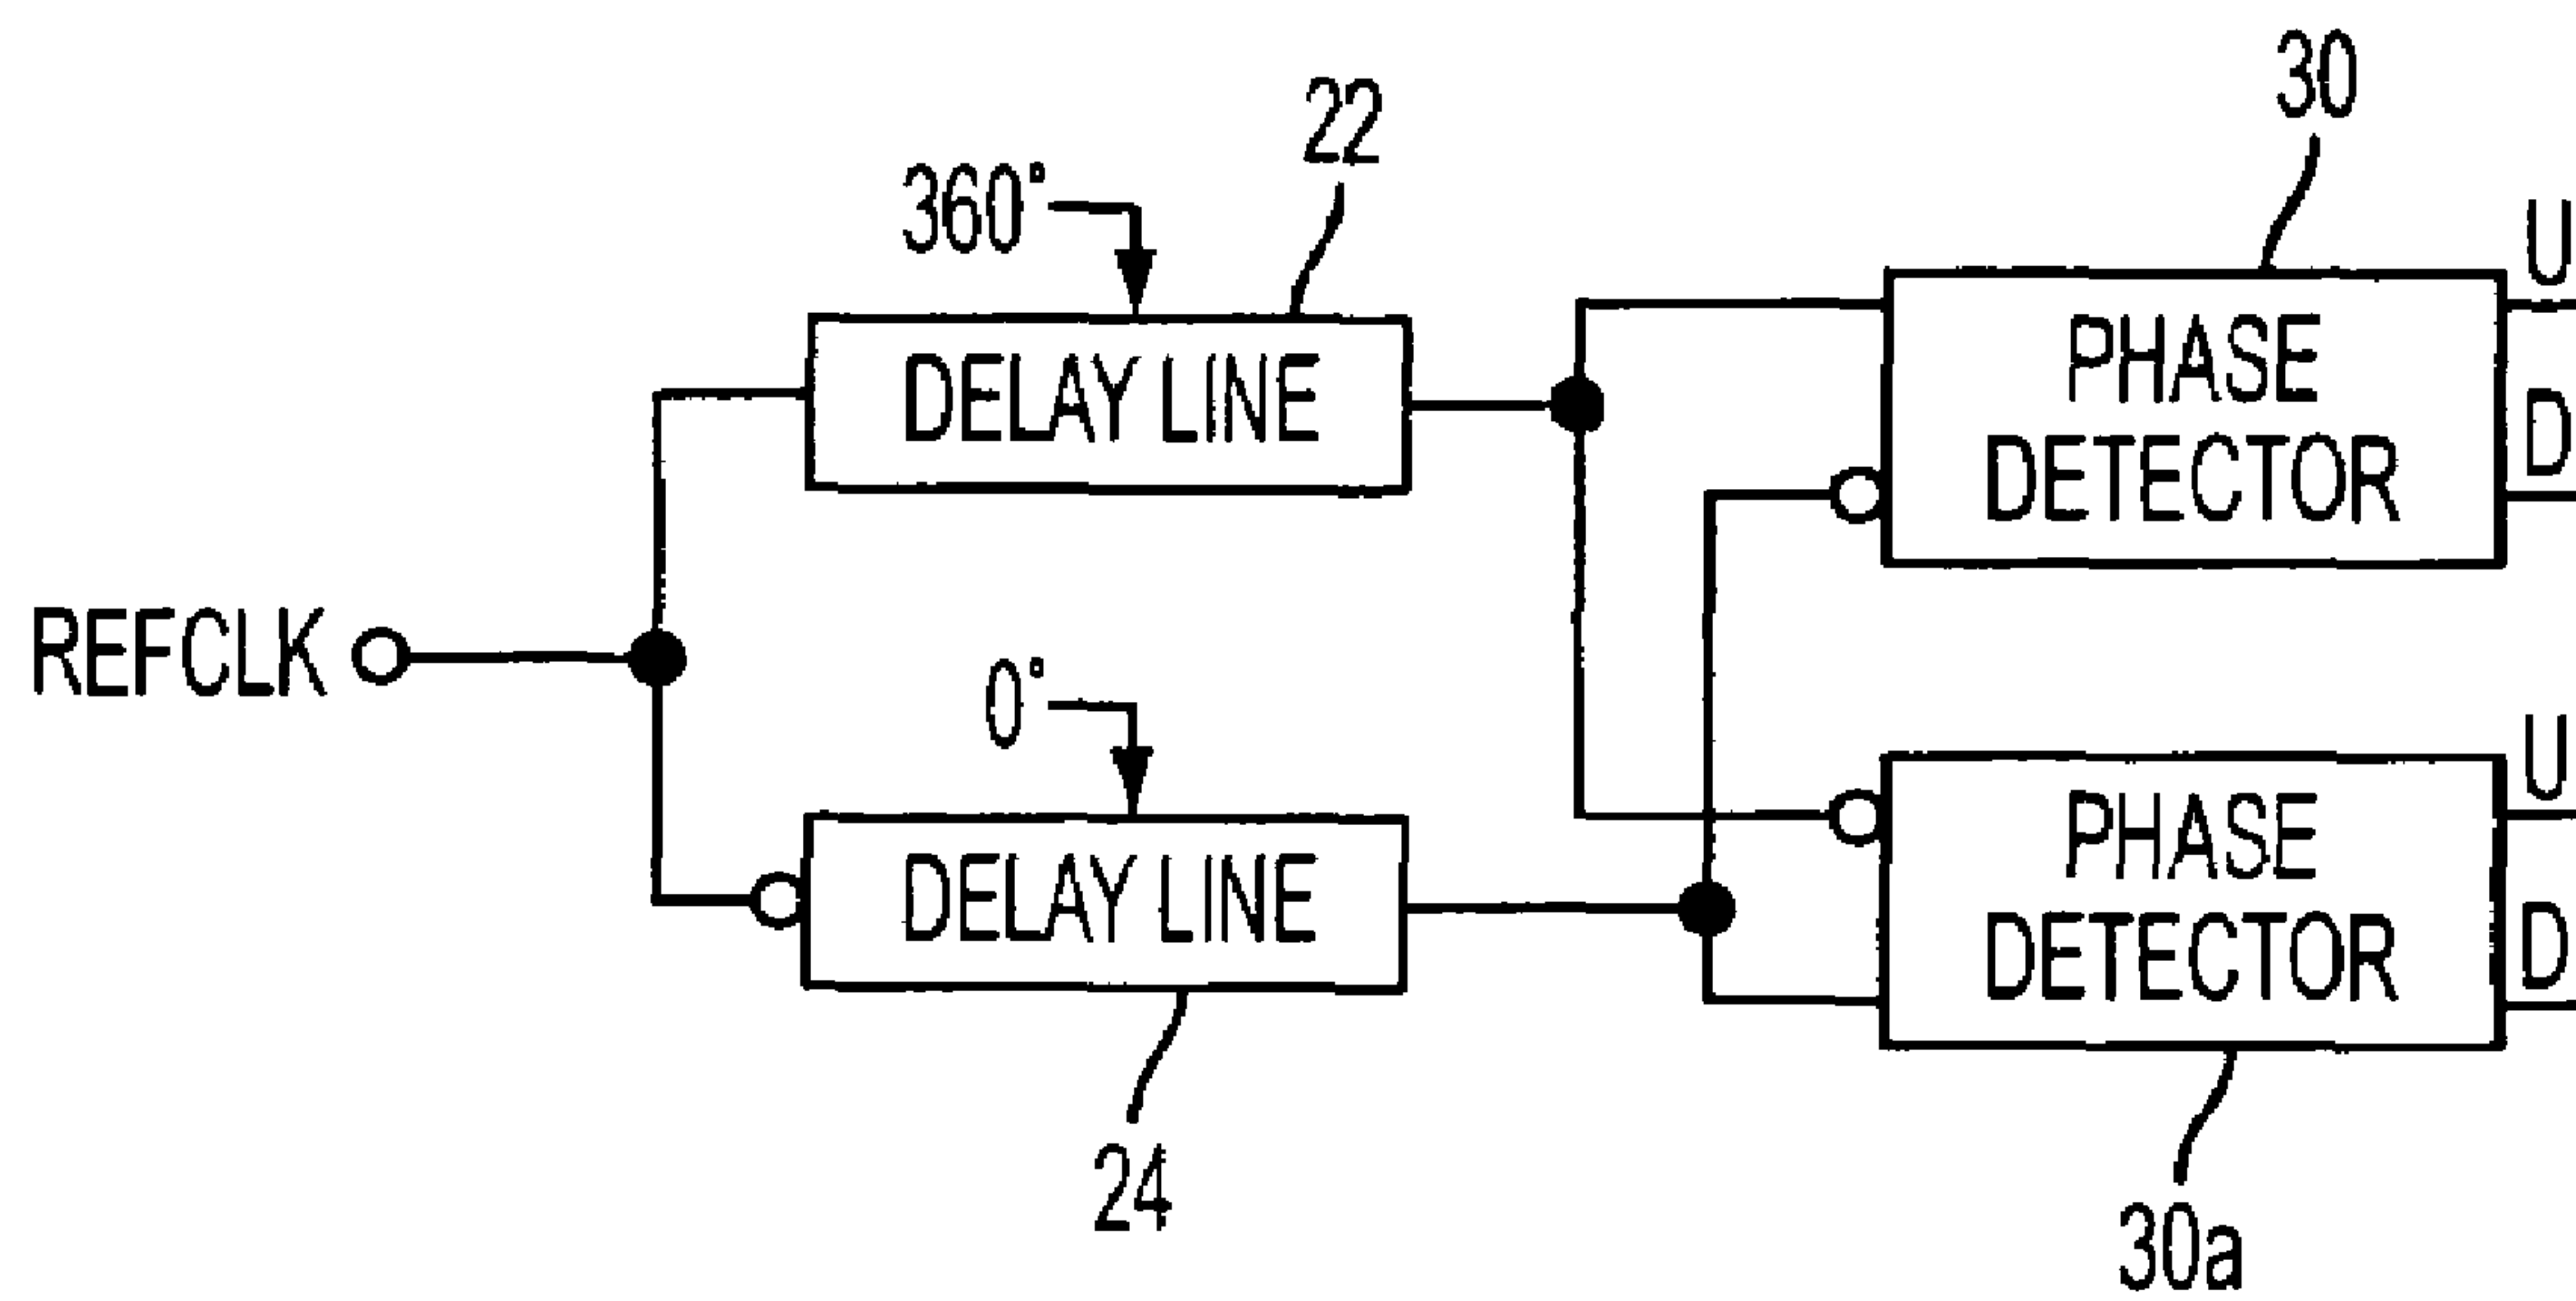 30
22
360°
U
PHASE
DETECTOR
D
DELAY LINE
REFCLK
0°
U
PHASE
DETECTOR
D
DELAY LINE
24
30a